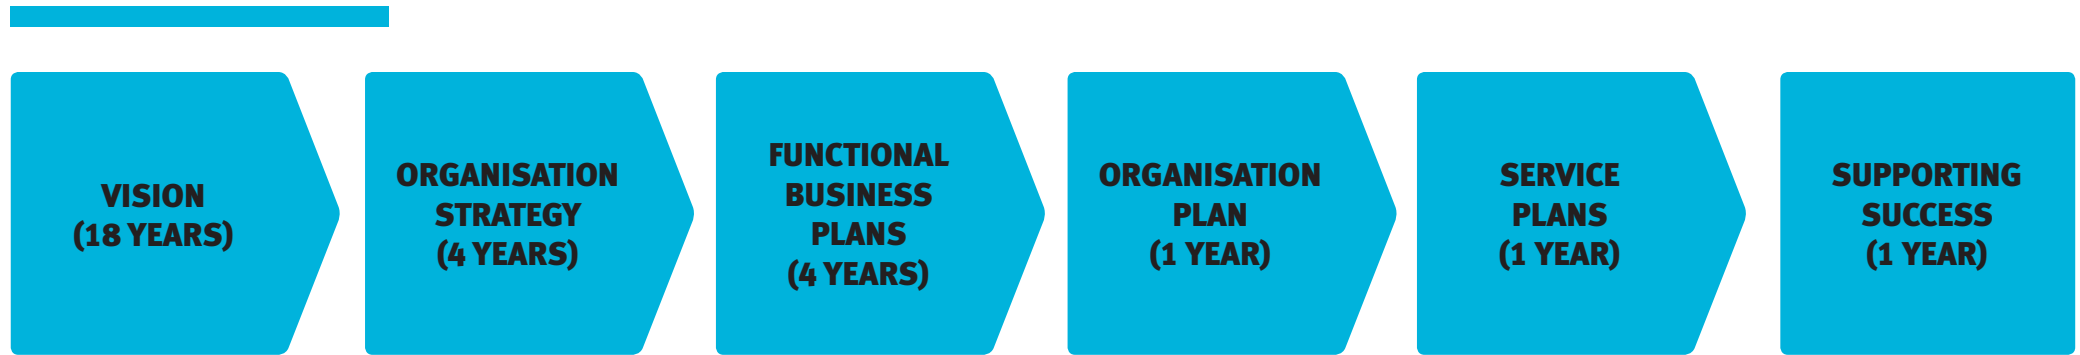 VISION
(18 YEARS)
ORGANISATION
STRATEGY
(4 YEARS)
FUNCTIONAL
BUSINESS
PLANS
(4 YEARS)
ORGANISATION
PLAN
(1 YEAR)
SERVICE
PLANS
(1 YEAR)
SUPPORTING
SUCCESS
(1 YEAR)